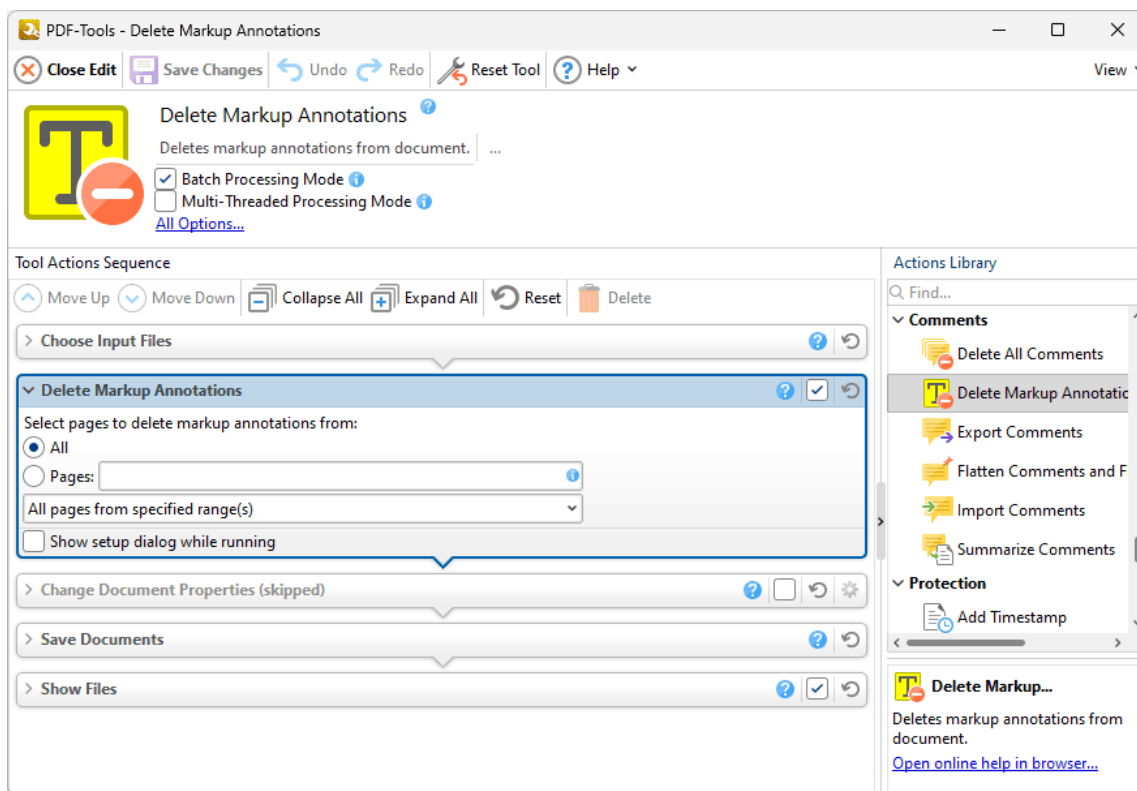 PDF-Tools - Delete Markup Annotations
Close Edit Save Changes Undo Redo Reset Tool Help View
Delete Markup Annotations
Deletes markup annotations from document. ...
Batch Processing Mode
Multi-Threaded Processing Mode
All Options...
Tool Actions Sequence
Move Up Move Down Collapse All Expand All Reset Delete
Choose Input Files
Delete Markup Annotations
Select pages to delete markup annotations from:
All
Pages:
All pages from specified range(s)
Show setup dialog while running
Change Document Properties (skipped)
Save Documents
Show Files
Actions Library
Find...
Comments
Delete All Comments
Delete Markup Annotatio
Export Comments
Flatten Comments and F
Import Comments
Summarize Comments
Protection
Add Timestamp
Delete Markup...
Deletes markup annotations from
document.
Open online help in browser...